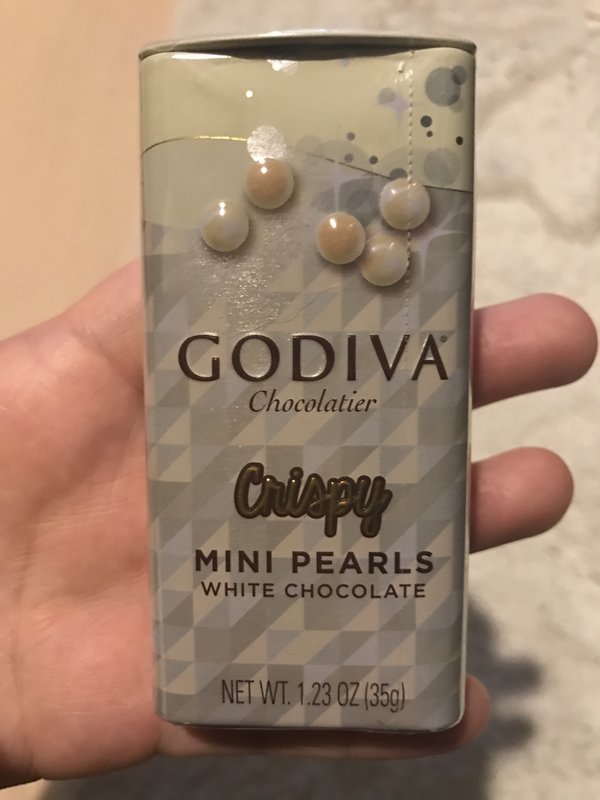 GODIVA®
Chocolatier
Crispy
MINI PEARLS
WHITE CHOCOLATE
NET WT. 1.23 OZ (35g)